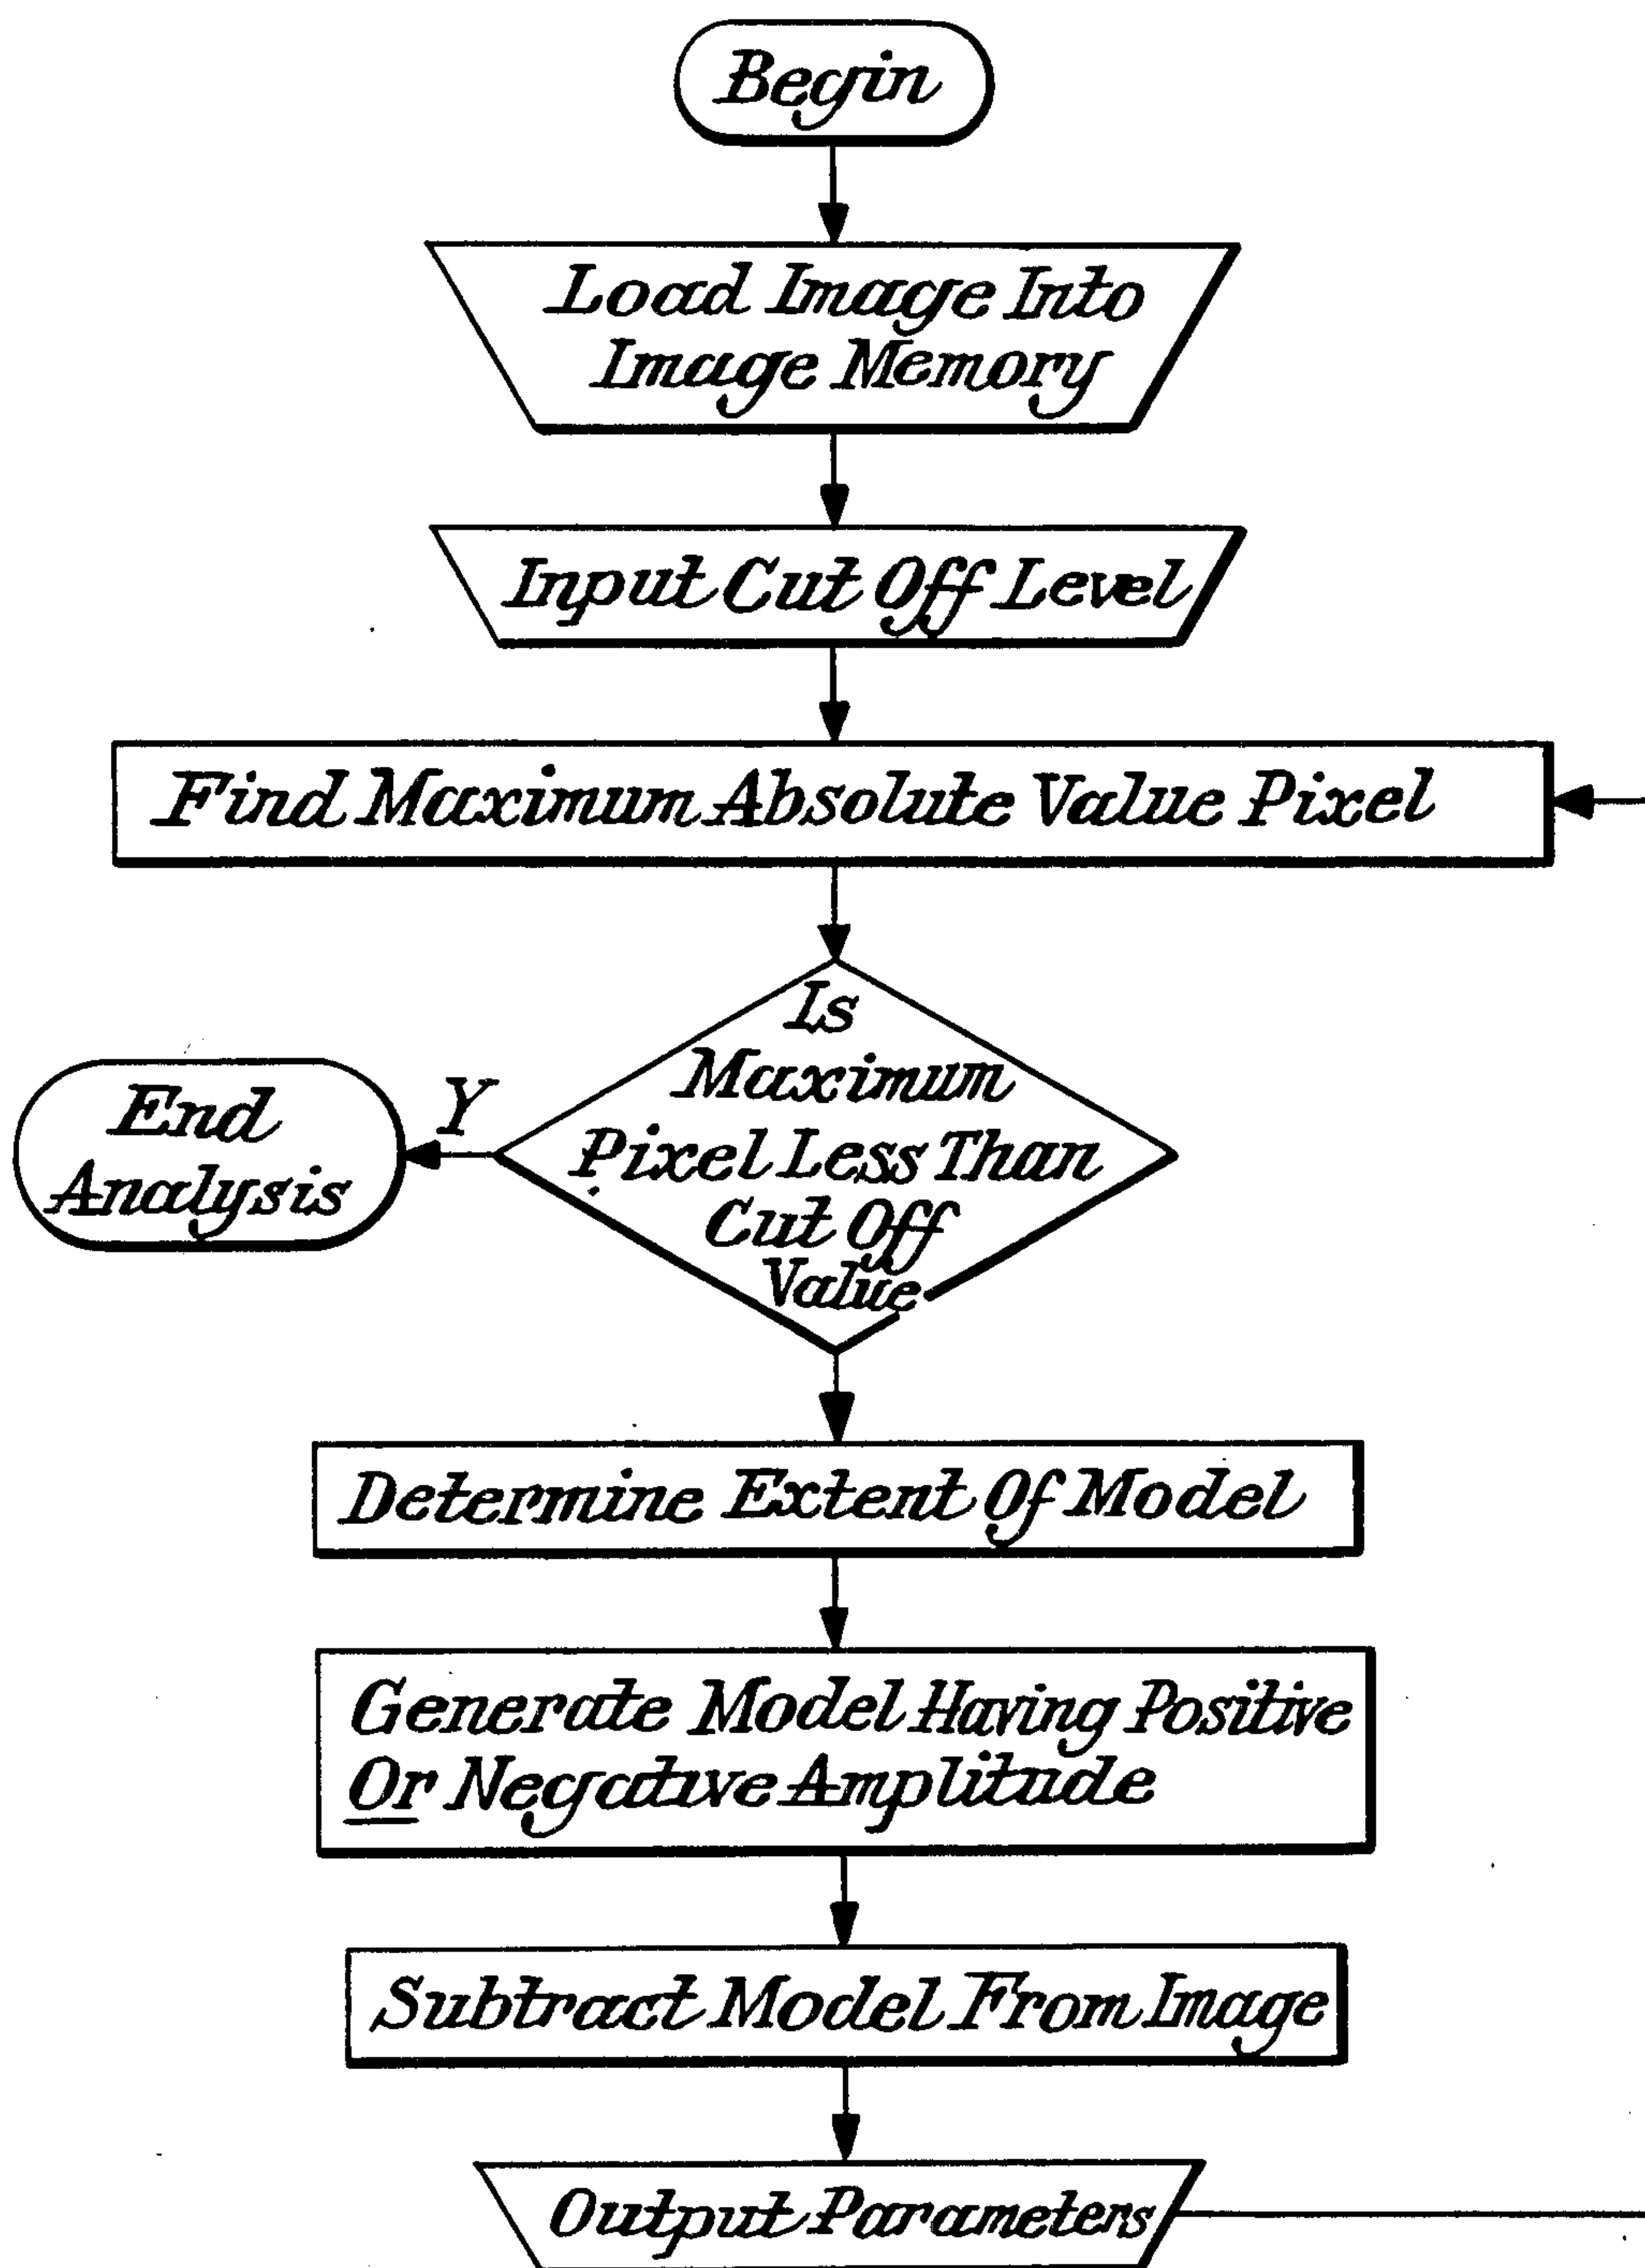 Begin
Load Image Into
Image Memory
Input Cut Off Level
Find Maximum Absolute Value Pixel
Is
Maximum
Pixel Less Than
Cut Off
Value
Y
End
Analysis
Determine Extent Of Model
Generate Model Having Positive
Or Negative Amplitude
Subtract Model From Image
Output Parameters